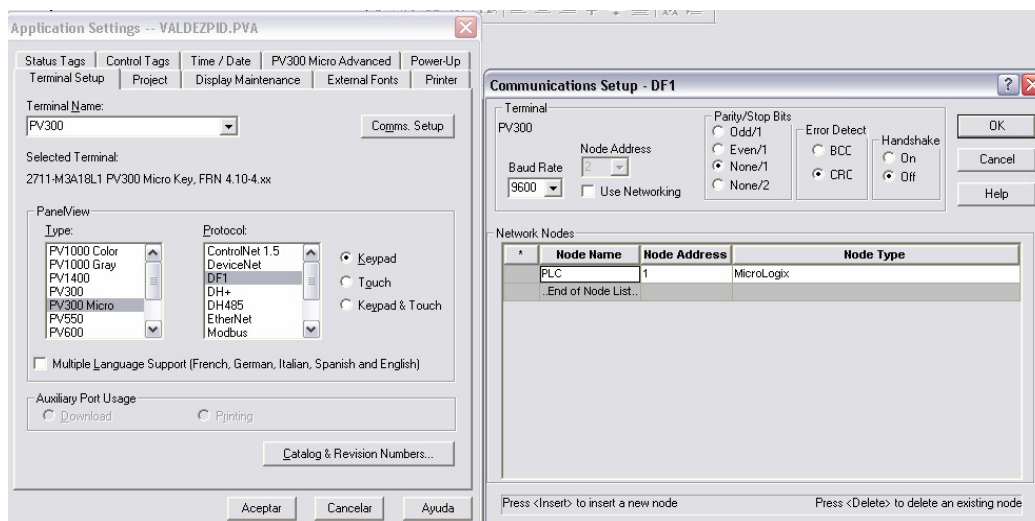 Application Settings -- VALDEZPID.PVA
Status Tags
Control Tags
Time / Date
PV300 Micro Advanced
Power-Up
Terminal Setup
Project
Display Maintenance
External Fonts
Printer
Terminal Name:
PV300
Comms. Setup
Selected Terminal:
2711-M3A18L1 PV300 Micro Key, FRN 4.10-4.xx
PanelView
Type:
PV1000 Color
PV1000 Gray
PV1400
PV300
PV300 Micro
PV550
PV600
Protocol:
ControlNet 1.5
DeviceNet
DF1
DH+
DH485
EtherNet
Modbus
Keypad
Touch
Keypad & Touch
Multiple Language Support (French, German, Italian, Spanish and English)
Auxiliary Port Usage
Download
Printing
Catalog & Revision Numbers...
Aceptar
Cancelar
Ayuda
Communications Setup - DF1
Terminal
PV300
Baud Rate
9600
Node Address
2
Use Networking
Parity/Stop Bits
Odd/1
Even/1
None/1
None/2
Error Detect
BCC
CRC
Handshake
On
Off
OK
Cancel
Help
Network Nodes
* Node Name Node Address Node Type
PLC 1 MicroLogix
..End of Node List..
Press <Insert> to insert a new node
Press <Delete> to delete an existing node